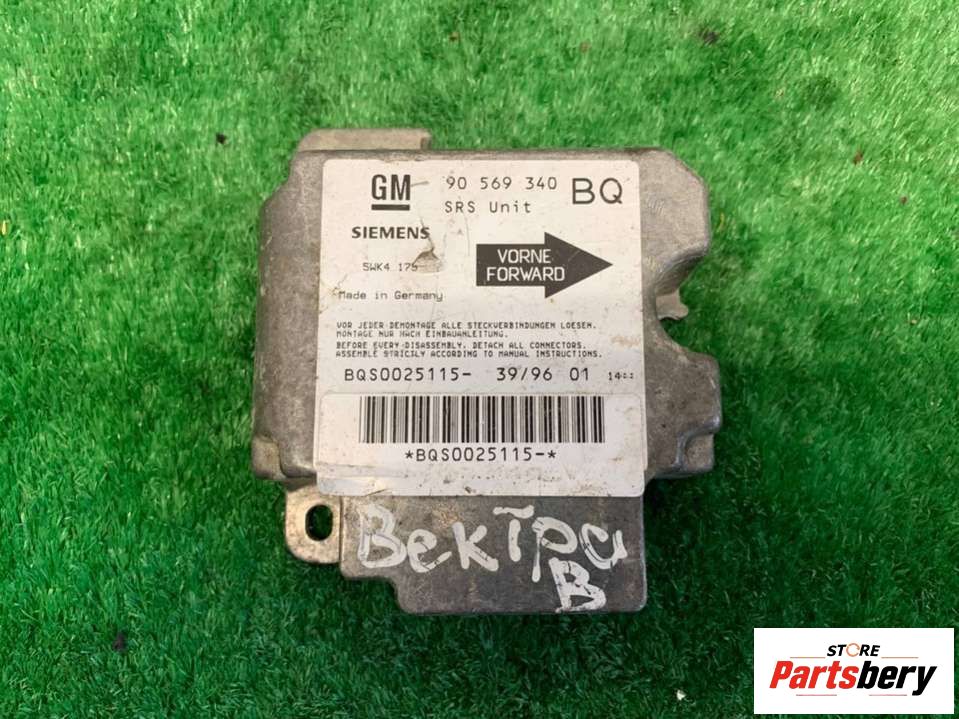 GM 90 569 340 BQ
SRS Unit
SIEMENS
5WK4 175
VORNE
FORWARD
Made in Germany
VOR JEDER DEMONTAGE ALLE STECKVERBINDUNGEN LOESEN.
MONTAGE NUR NACH EINBAUANLEITUNG.
BEFORE EVERY DISASSEMBLY, DETACH ALL CONNECTORS.
ASSEMBLE STRICTLY ACCORDING TO MANUAL INSTRUCTIONS.
BQS0025115- 39/96 01
*BQS0025115-*
Вектра
В
STORE
Partsbery